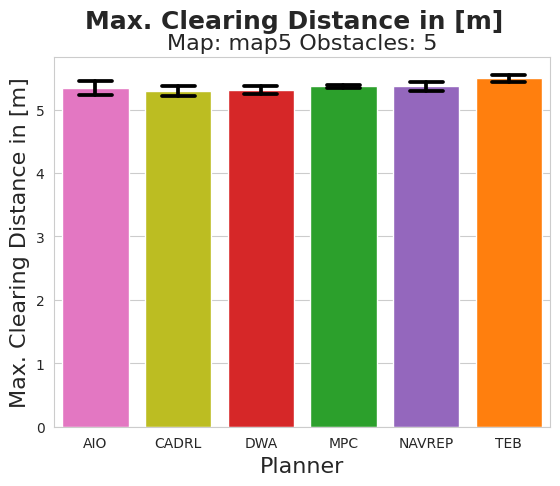 Max. Clearing Distance in [m]
Map: map5 Obstacles: 5
Max. Clearing Distance in [m]
5
4
3
2
1
0
AIO CADRL DWA MPC NAVREP TEB
Planner